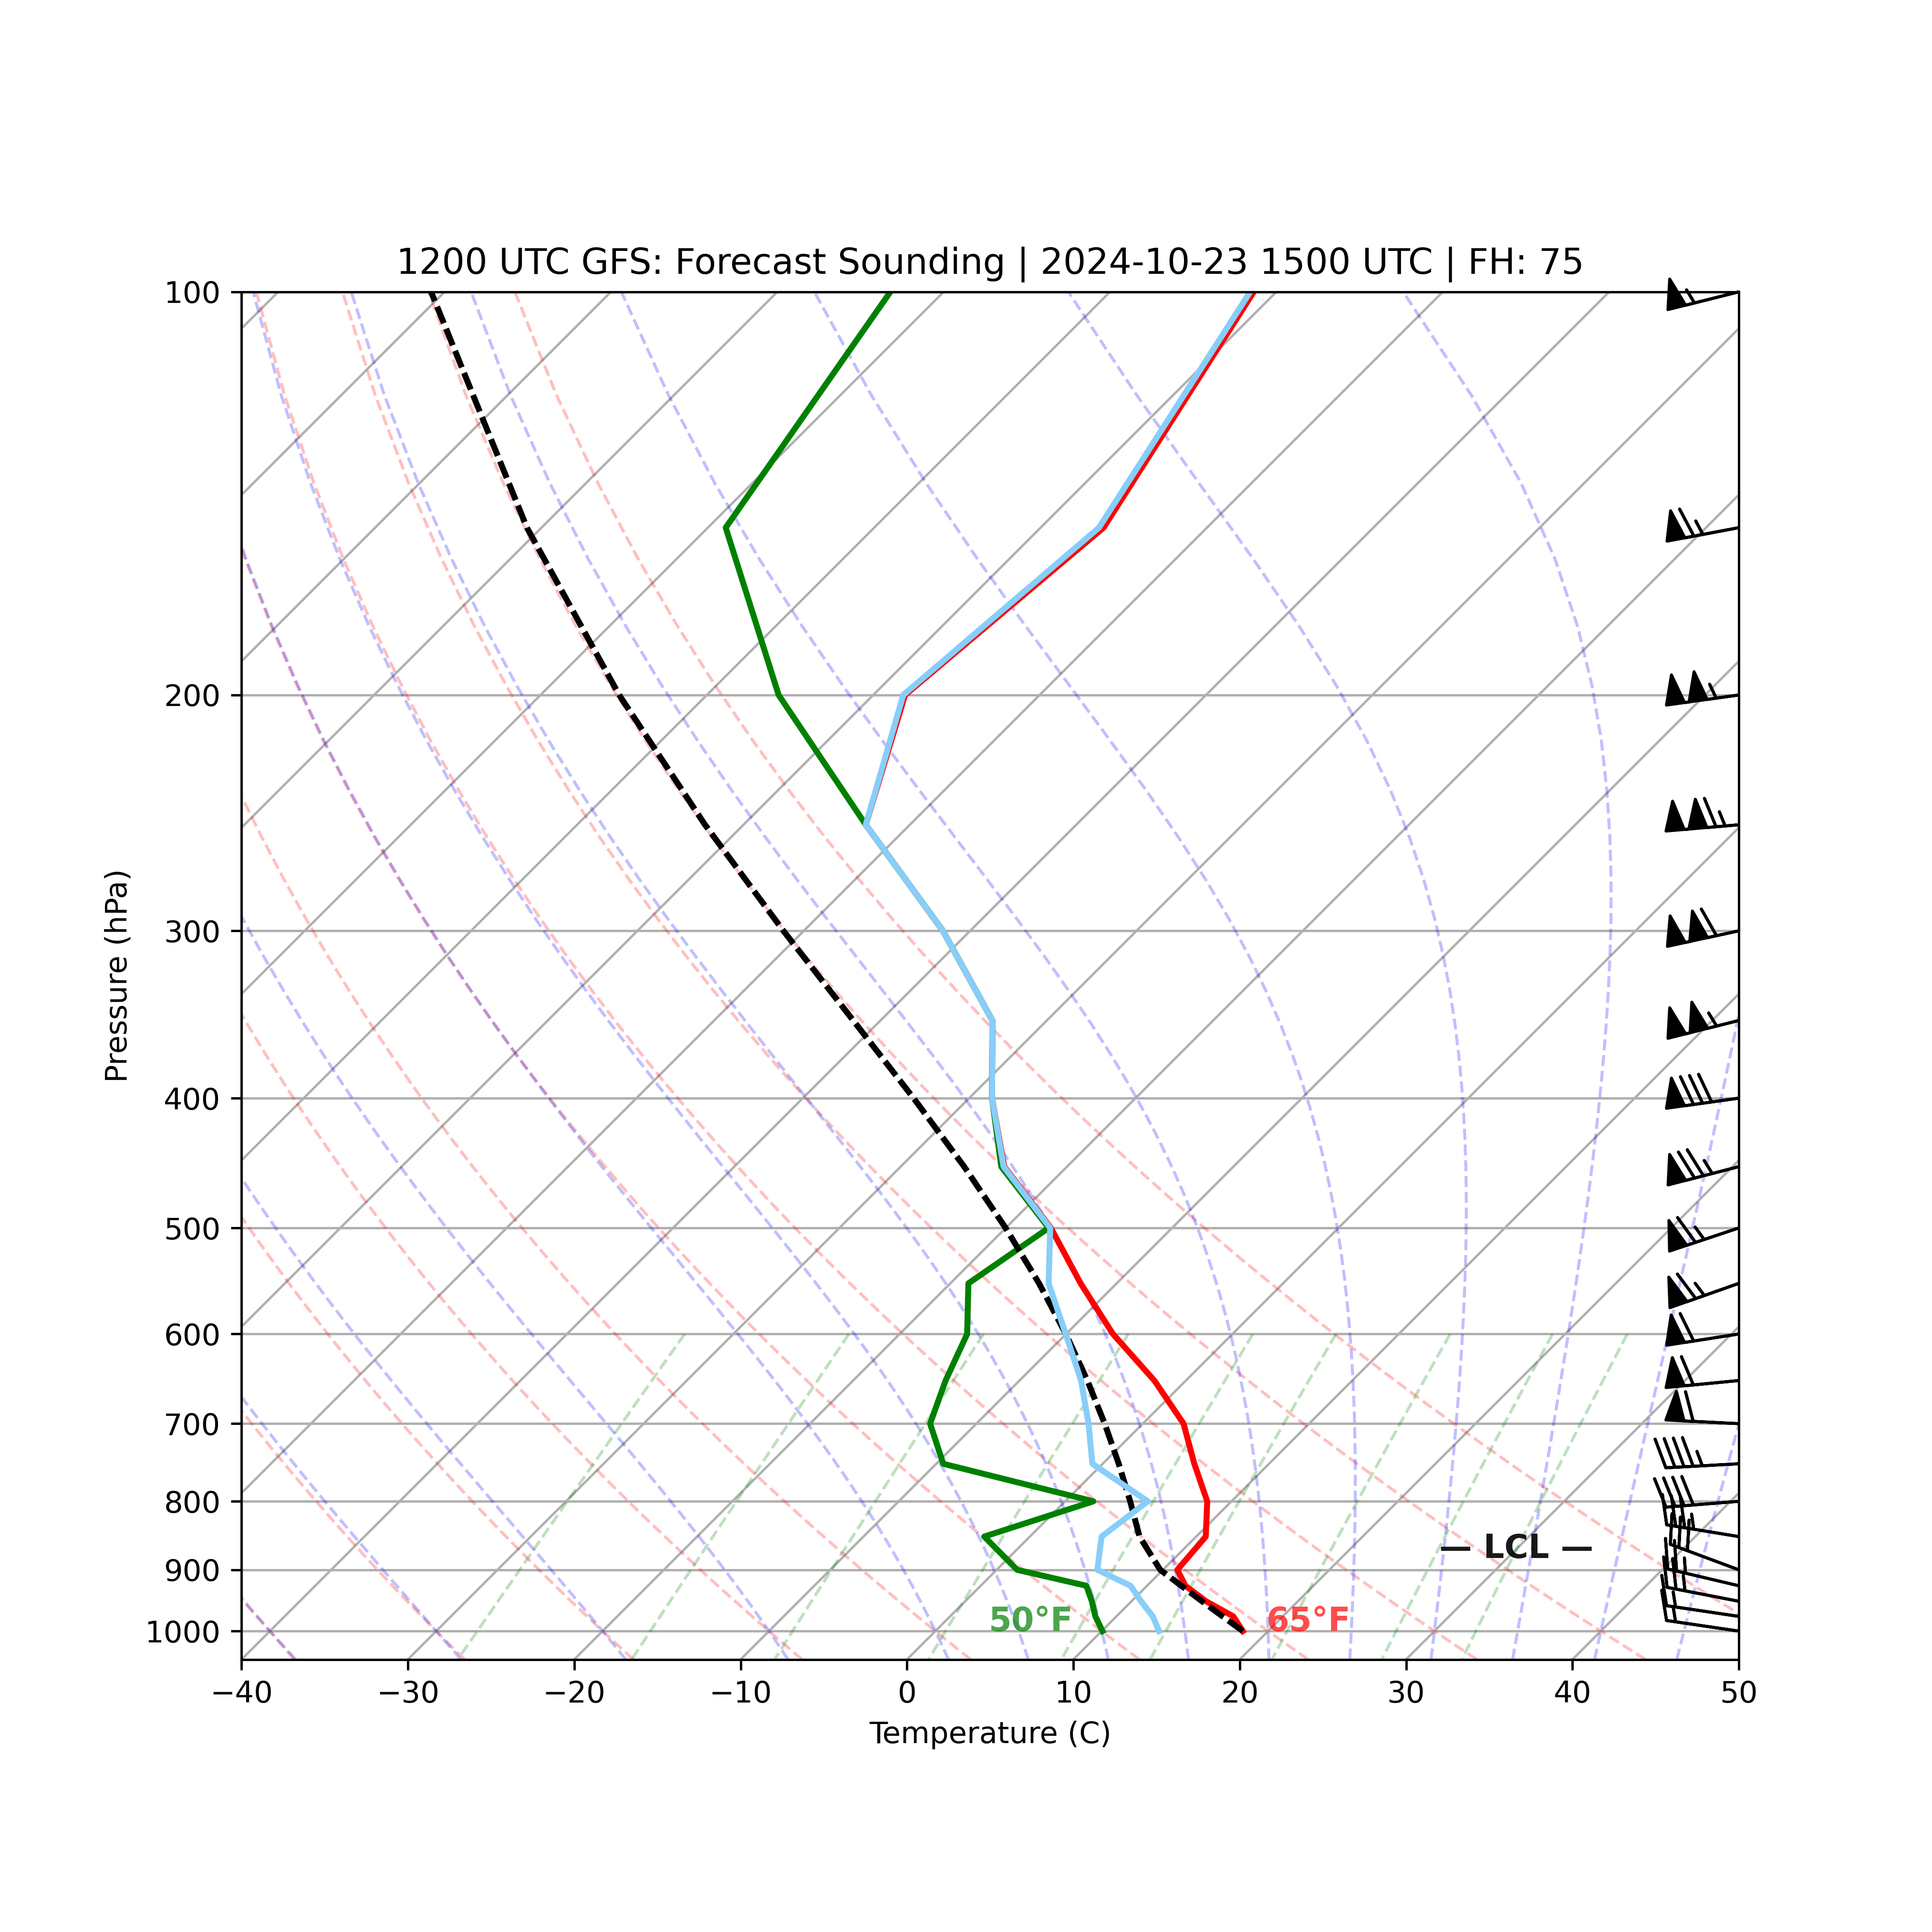 1200 UTC GFS: Forecast Sounding | 2024-10-23 1500 UTC | FH: 75
100
200
300
400
500
600
700
800
900
1000
Pressure (hPa)
— LCL —
50°F
65°F
−40 −30 −20 −10 0 10 20 30 40 50
Temperature (C)